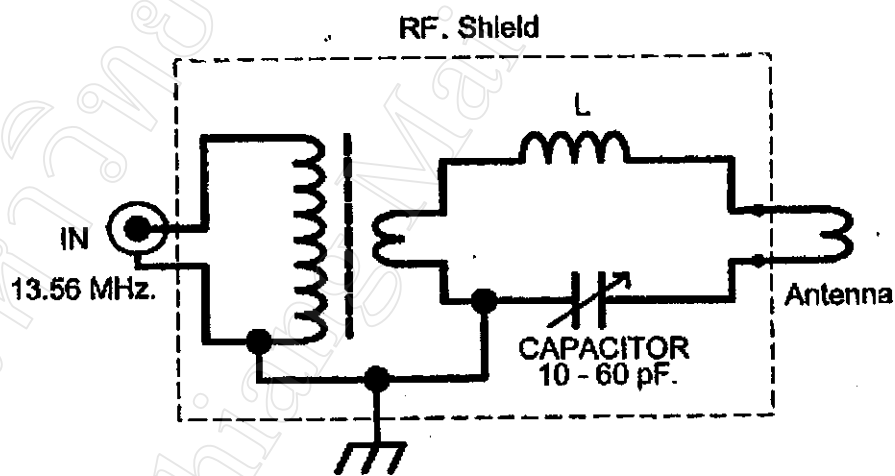 RF. Shield
L
IN
13.56 MHz.
Antenna
CAPACITOR
10 - 60 pF.